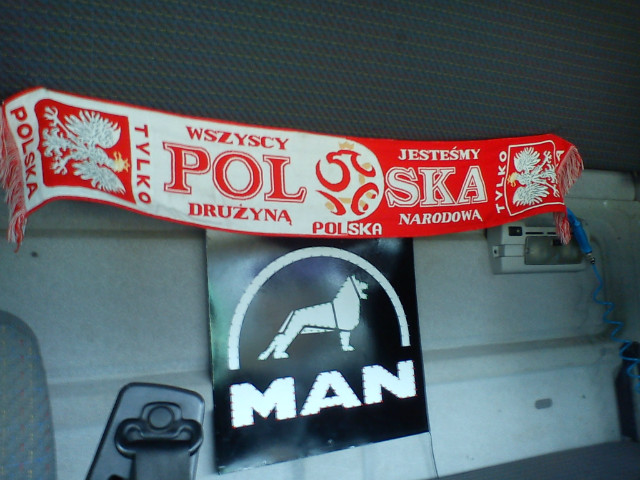 POLSKA
TYLKO
WSZYSCY
POLSKA
DRUŻYNĄ
POLSKA
JESTEŚMY
NARODOWĄ
TYLKO
MAN